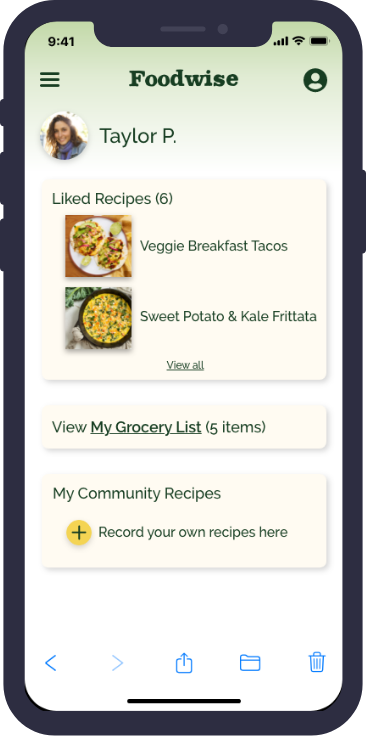 9:41
Foodwise
Taylor P.
Liked Recipes (6)
Veggie Breakfast Tacos
Sweet Potato & Kale Frittata
View all
View My Grocery List (5 items)
My Community Recipes
Record your own recipes here